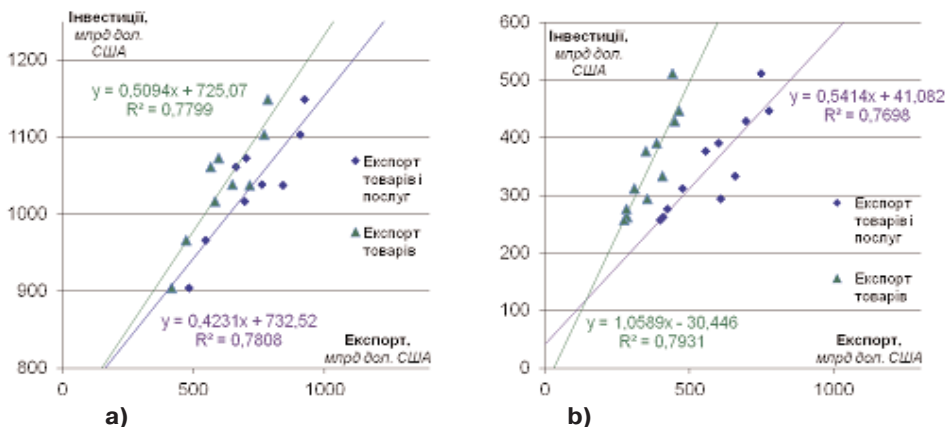 Інвестиції,
млрд дол.
США
1250
1200
1100
1000
900
800
y = 0,5094x + 725,07
R² = 0,7799
Експорт
товарів і
послуг
Експорт
товарів
y = 0,4231x + 732,52
R² = 0,7808
Експорт,
млрд дол. США
0
500
1000
a)
600
500
400
300
200
100
0
Інвестиції,
млрд дол.
США
y = 0,5414x + 41,082
R² = 0,7698
Експорт
товарів і
послуг
Експорт
товарів
y = 1,0589x - 30,446
R² = 0,7931
Експорт,
млрд дол. США
0
500
1000
b)